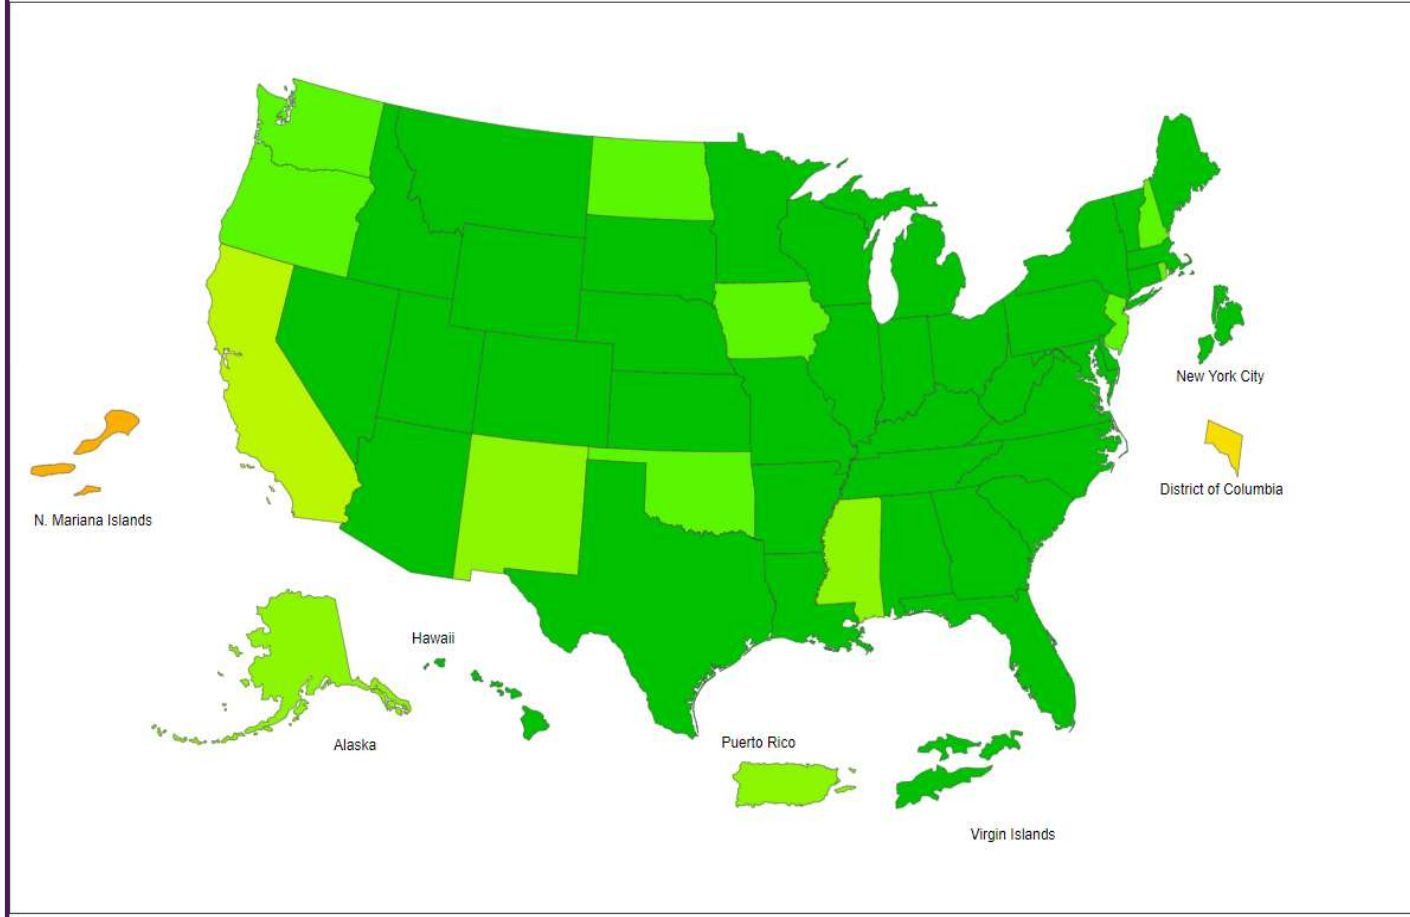 New York City
District of Columbia
N. Mariana Islands
Hawaii
Alaska
Puerto Rico
Virgin Islands